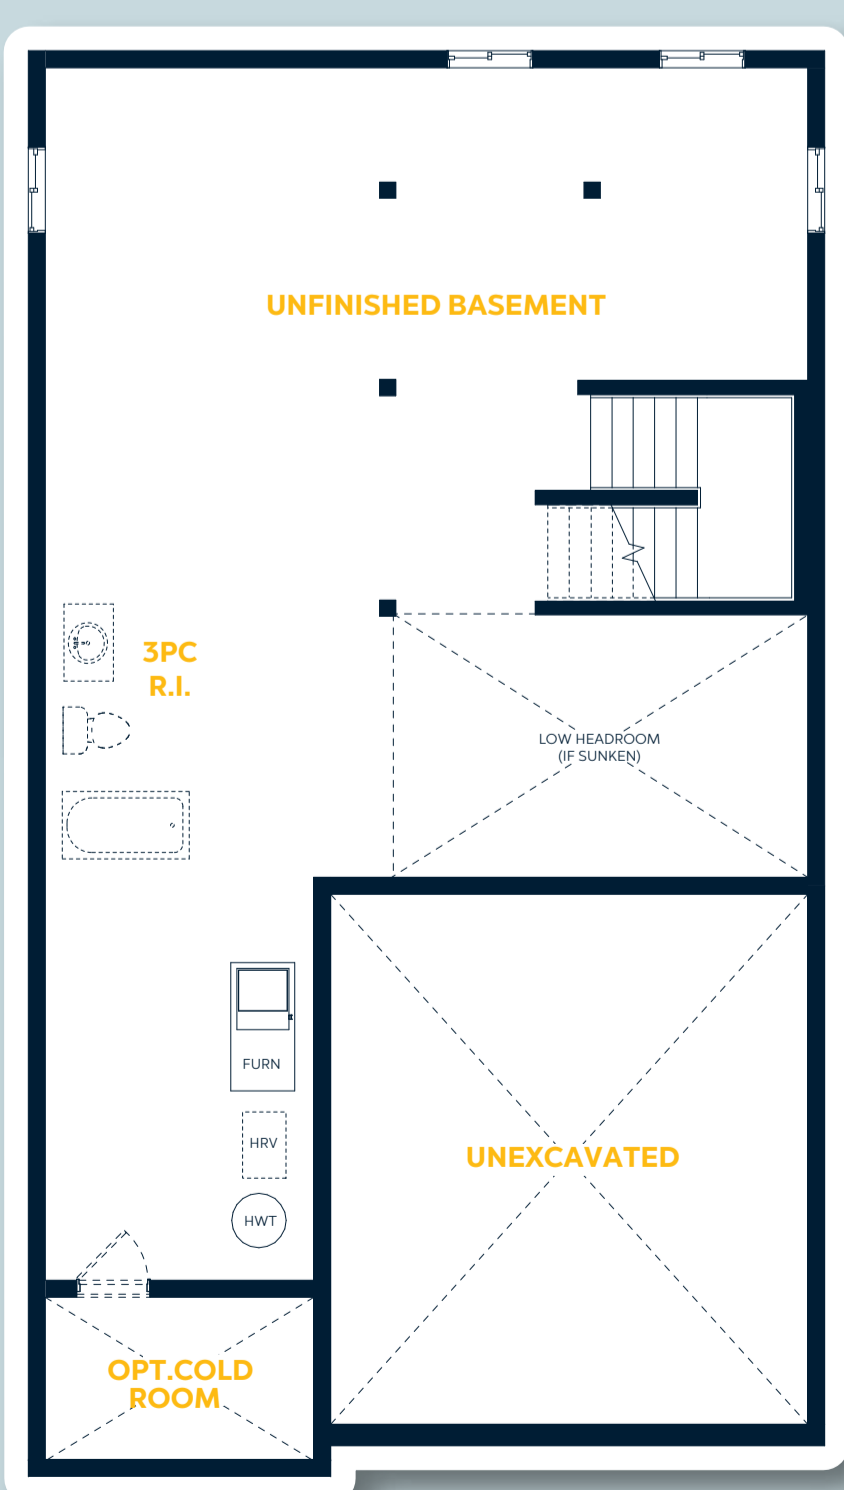 UNFINISHED BASEMENT
3PC
R.I.
LOW HEADROOM
(IF SUNKEN)
FURN
HRV
UNEXCAVATED
HWT
OPT.COLD
ROOM